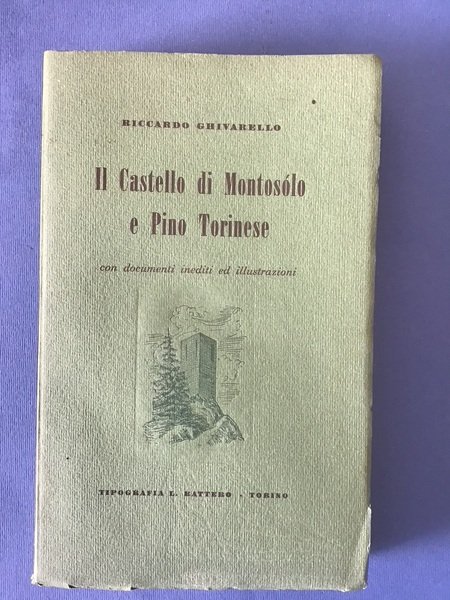 RICCARDO GHIVARELLO
Il Castello di Montosólo
e Pino Torinese
con documenti inediti ed illustrazioni
TIPOGRAFIA L. RATTERO - TORINO